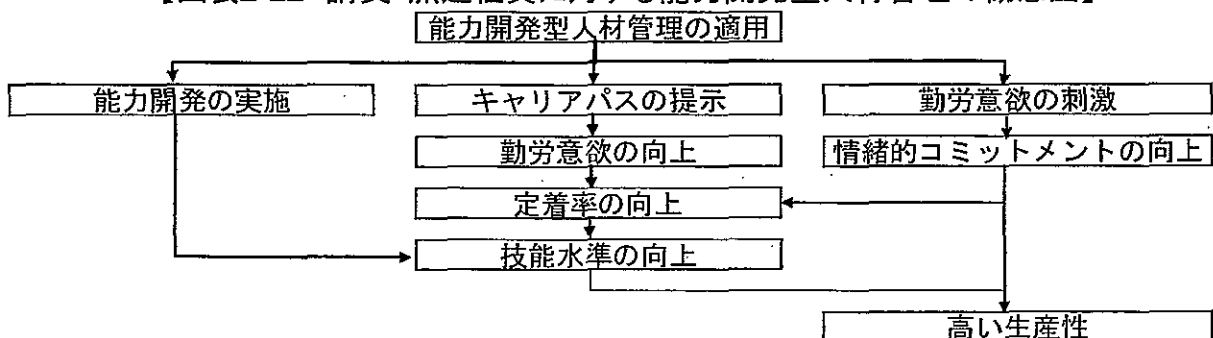 能力開発型人材管理の適用
能力開発の実施
キャリアパスの提示
勤労意欲の刺激
勤労意欲の向上
情緒的コミットメントの向上
定着率の向上
技能水準の向上
高い生産性